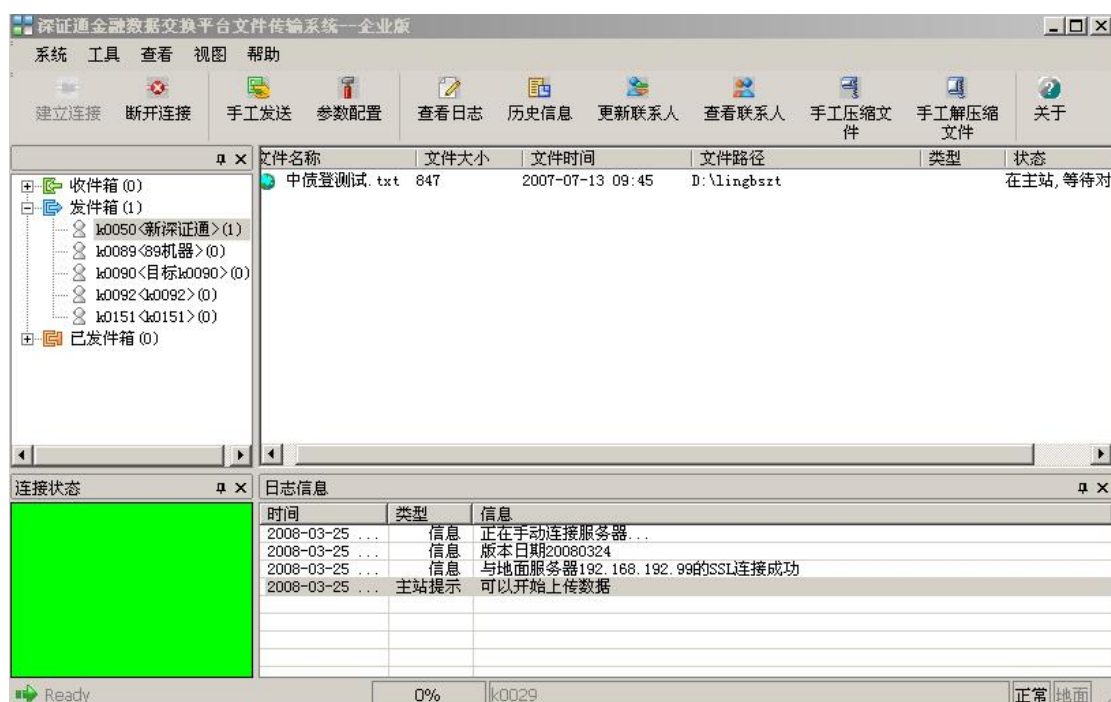 深证通金融数据交换平台文件传输系统--企业版
系统 工具 查看 视图 帮助
建立连接 断开连接 手工发送 参数配置 查看日志 历史信息 更新联系人 查看联系人 手工压缩文件 手工解压缩文件 关于
文件名称 文件大小 文件时间 文件路径 类型 状态
中债登测试.txt 847 2007-07-13 09:45 D:\lingbszt 在主站,等待对
收件箱(0)
发件箱(1)
k0050<新深证通>(1)
k0089<89机器>(0)
k0090<目标k0090>(0)
k0092<k0092>(0)
k0151<k0151>(0)
已发件箱(0)
连接状态
日志信息
时间 类型 信息
2008-03-25 ... 信息 正在手动连接服务器...
2008-03-25 ... 信息 版本日期20080324
2008-03-25 ... 信息 与地面服务器192.168.192.99的SSL连接成功
2008-03-25 ... 主站提示 可以开始上传数据
Ready 0% k0029 正常 地面